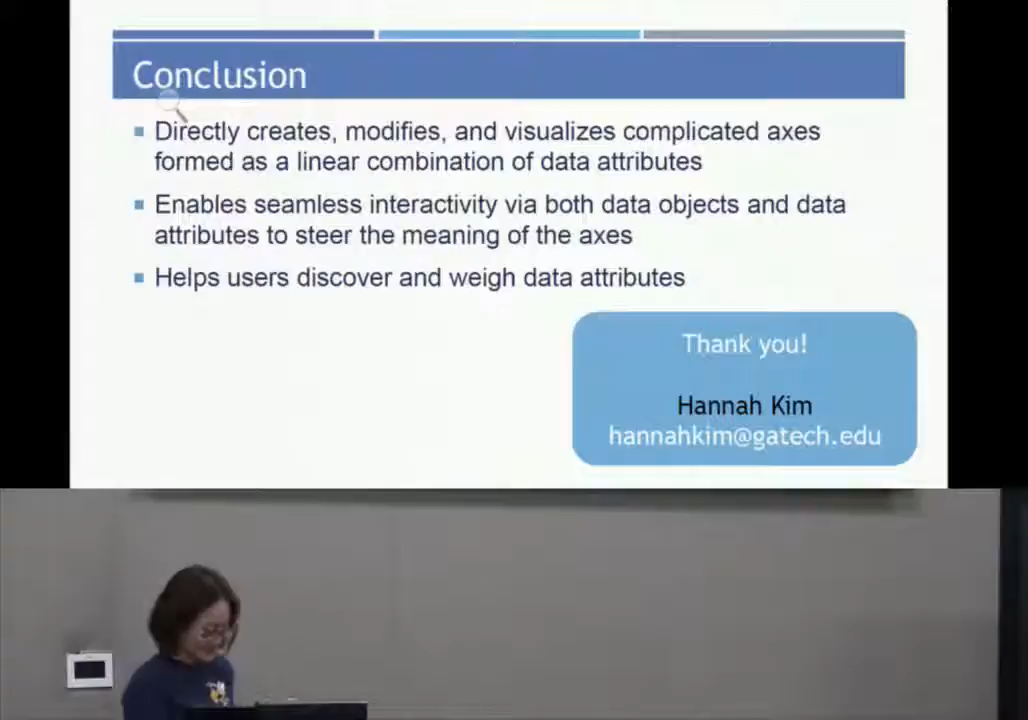 Conclusion
Directly creates, modifies, and visualizes complicated axes
formed as a linear combination of data attributes
Enables seamless interactivity via both data objects and data
attributes to steer the meaning of the axes
Helps users discover and weigh data attributes
Thank you!
Hannah Kim
hannahkim@gatech.edu